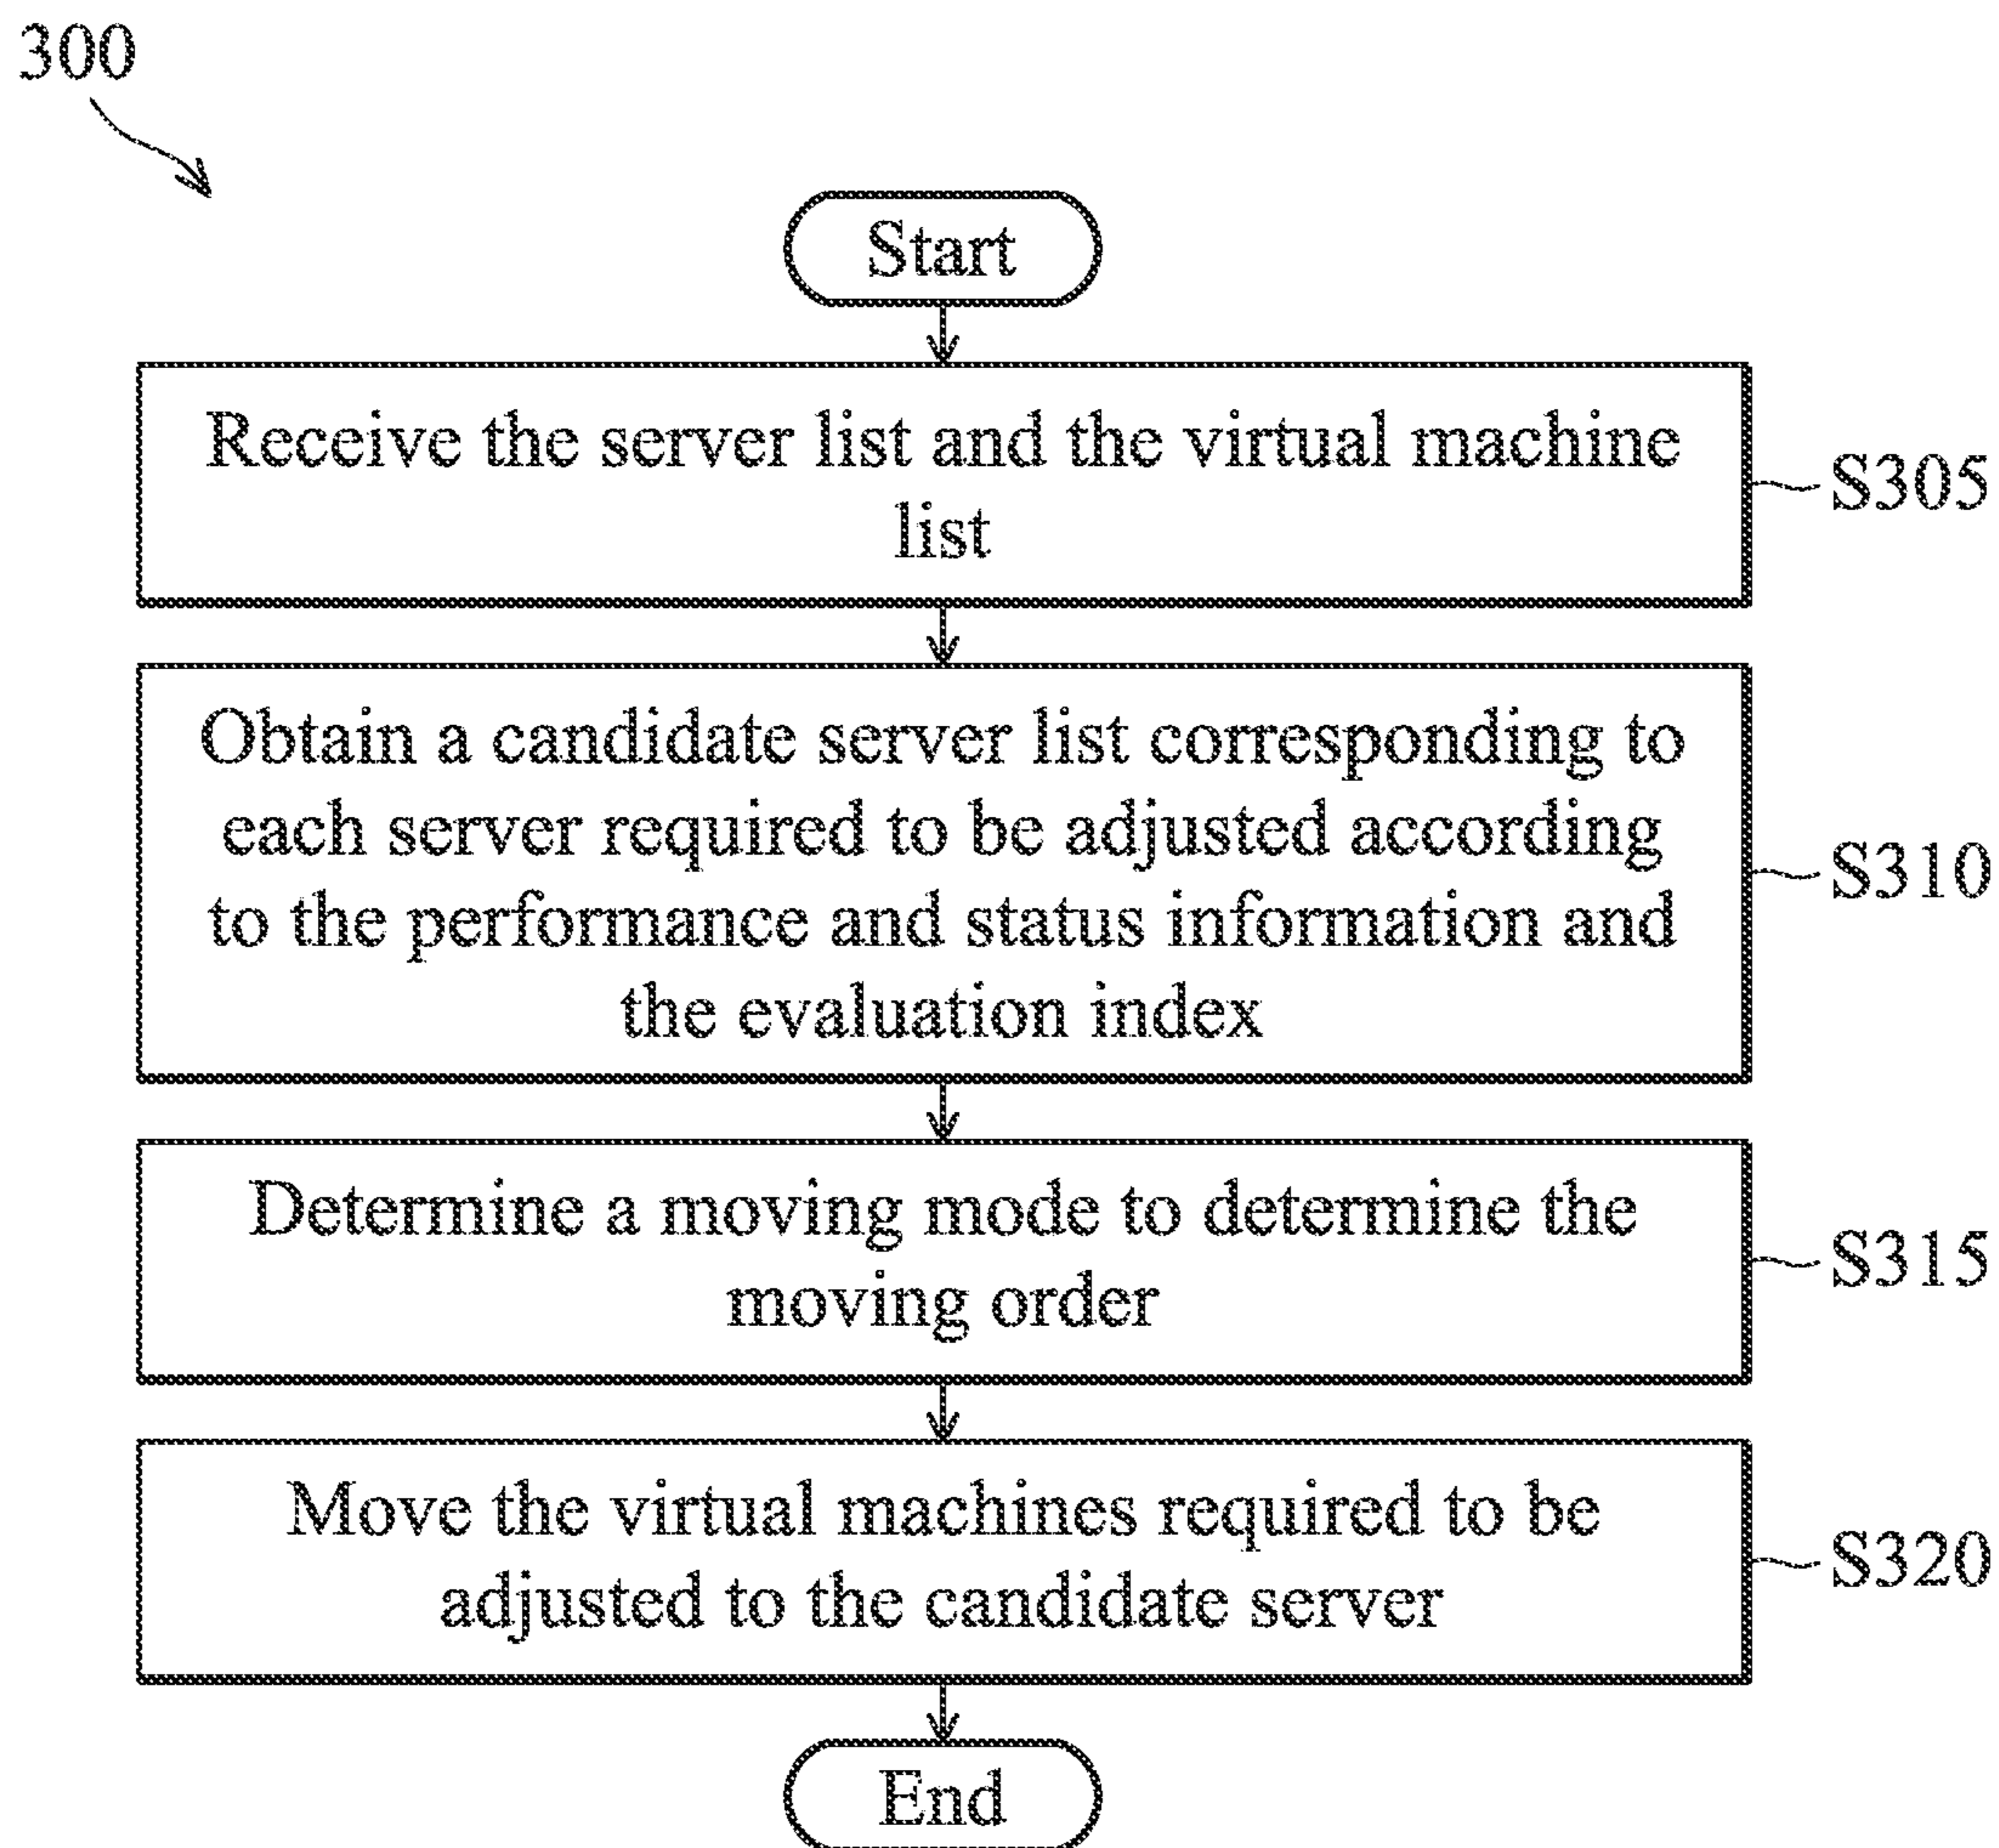 300
Start
Receive the server list and the virtual machine
list
S305
Obtain a candidate server list corresponding to
each server required to be adjusted according
to the performance and status information and
the evaluation index
S310
Determine a moving mode to determine the
moving order
S315
Move the virtual machines required to be
adjusted to the candidate server
S320
End